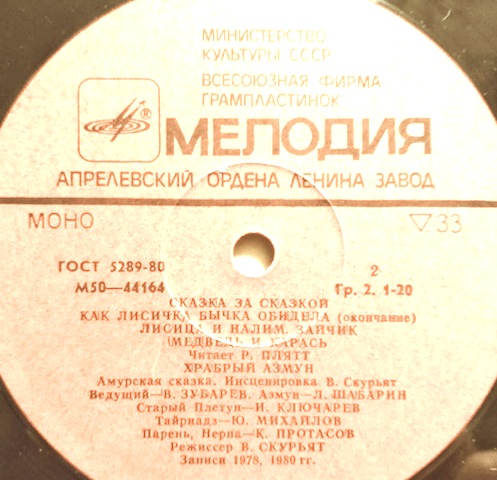 МИНИСТЕРСТВО
КУЛЬТУРЫ СССР
ВСЕСОЮЗНАЯ ФИРМА
ГРАМПЛАСТИНОК
®
МЕЛОДИЯ
АПРЕЛЕВСКИЙ ОРДЕНА ЛЕНИНА ЗАВОД
МОНО ▽33
ГОСТ 5289-80 2
М50—44164 Гр. 2. 1-20
СКАЗКА ЗА СКАЗКОЙ
КАК ЛИСИЧКА БЫЧКА ОБИДЕЛА (окончание)
ЛИСИЦА И НАЛИМ. ЗАЙЧИК
(МЕДВЕДЬ И КАРАСЬ
Читает Р. ПЛЯТТ
ХРАБРЫЙ АЗМУН
Амурская сказка. Инсценировка В. Скурьят
Ведущий—В. ЗУБАРЕВ. Азмун—Л. ШАБАРИН
Старый Плетун—И. КЛЮЧАРЕВ
Тайрнадз—Ю. МИХАЙЛОВ
Парень, Нерпа—К. ПРОТАСОВ
Режиссер В. СКУРЬЯТ
Записи 1978, 1980 гг.